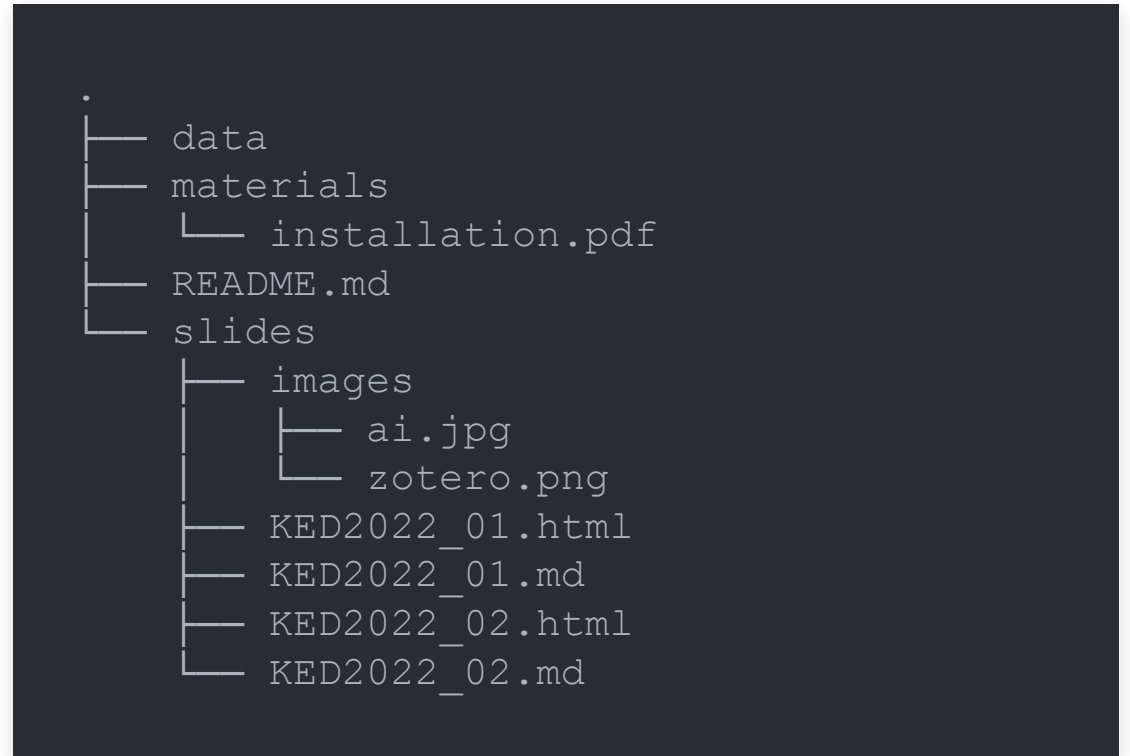 .
├── data
├── materials
│   └── installation.pdf
├── README.md
└── slides
    ├── images
    │   ├── ai.jpg
    │   └── zotero.png
    ├── KED2022_01.html
    ├── KED2022_01.md
    ├── KED2022_02.html
    └── KED2022_02.md